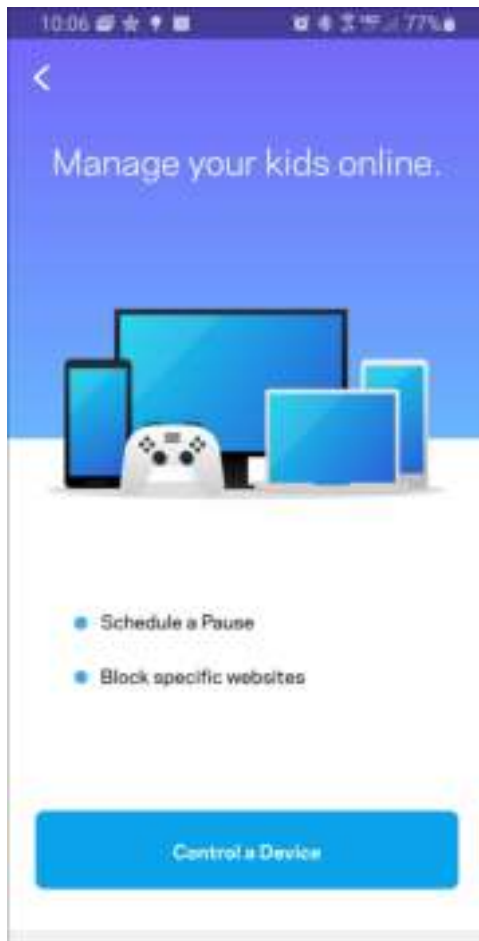 10:06 77%
Manage your kids online.
Schedule a Pause
Block specific websites
Control a Device